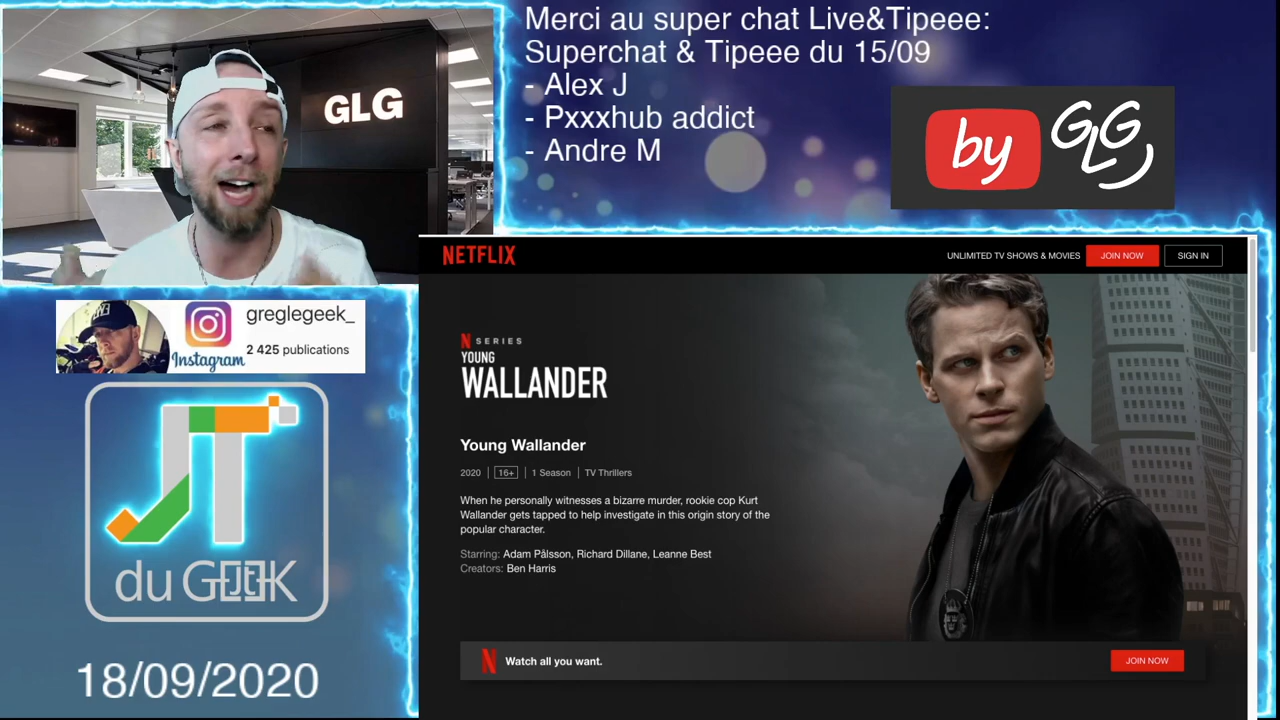 Merci au super chat Live&Tipeee:
Superchat & Tipeee du 15/09
- Alex J
- Pxxxhub addict
- Andre M
GLG
by GLG
greglegeek_
Instagram
2 425 publications
JT
du GEEK
18/09/2020
NETFLIX
UNLIMITED TV SHOWS & MOVIES
JOIN NOW
SIGN IN
N SERIES
YOUNG
WALLANDER
Young Wallander
2020 | 16+ | 1 Season | TV Thrillers
When he personally witnesses a bizarre murder, rookie cop Kurt
Wallander gets tapped to help investigate in this origin story of the
popular character.
Starring: Adam Pålsson, Richard Dillane, Leanne Best
Creators: Ben Harris
N Watch all you want.
JOIN NOW